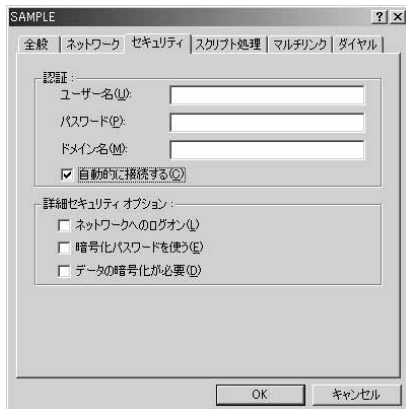 SAMPLE
全般 ネットワーク セキュリティ スクリプト処理 マルチリンク ダイヤル
認証:
ユーザー名(U):
パスワード(P):
ドメイン名(M):
自動的に接続する(C)
詳細セキュリティ オプション:
ネットワークへのログオン(L)
暗号化パスワードを使う(E)
データの暗号化が必要(D)
OK キャンセル